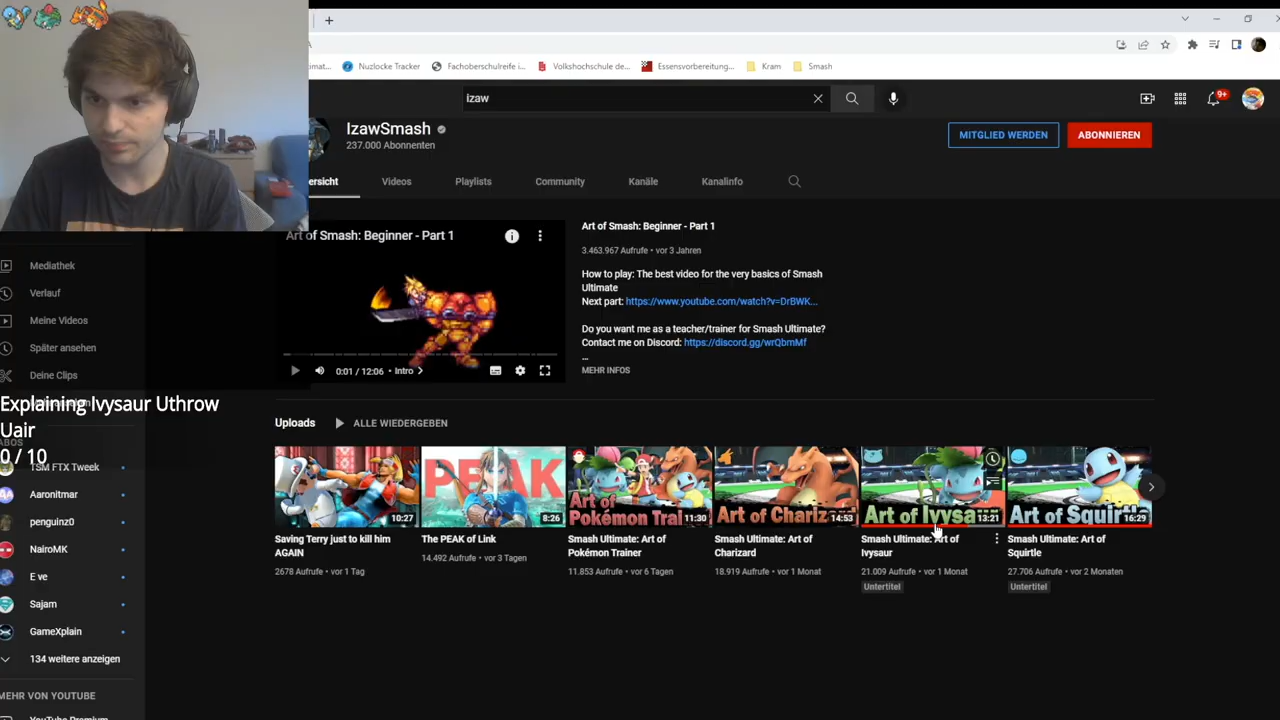 imat...
Nuzlocke Tracker
Fachoberschulreife i...
Volkshochschule de...
Essensvorbereitung...
Kram
Smash
izaw
9+
IzawSmash
237.000 Abonnenten
MITGLIED WERDEN
ABONNIEREN
ersicht
Videos
Playlists
Community
Kanäle
Kanalinfo
Art of Smash: Beginner - Part 1
0:01 / 12:06 • Intro
Art of Smash: Beginner - Part 1
3.463.967 Aufrufe • vor 3 Jahren
How to play: The best video for the very basics of Smash
Ultimate
Next part: https://www.youtube.com/watch?v=DrBWK...
Do you want me as a teacher/trainer for Smash Ultimate?
Contact me on Discord: https://discord.gg/wrQbmMf
...
MEHR INFOS
Mediathek
Verlauf
Meine Videos
Später ansehen
Deine Clips
Explaining Ivysaur Uthrow
Uair
0 / 10
ABOS
TSM FTX Tweek
Aaronitmar
penguinz0
NairoMK
E ve
Sajam
GameXplain
134 weitere anzeigen
MEHR VON YOUTUBE
YouTube Premium
Uploads
ALLE WIEDERGEBEN
10:27
Saving Terry just to kill him
AGAIN
2678 Aufrufe • vor 1 Tag
PEAK
8:26
The PEAK of Link
14.492 Aufrufe • vor 3 Tagen
Art of
Pokémon Trai
11:30
Smash Ultimate: Art of
Pokémon Trainer
11.853 Aufrufe • vor 6 Tagen
Art of Chariz
14:53
Smash Ultimate: Art of
Charizard
18.919 Aufrufe • vor 1 Monat
Art of Ivysaur
13:21
Smash Ultimate: Art of
Ivysaur
21.009 Aufrufe • vor 1 Monat
Untertitel
Art of Squirtle
16:29
Smash Ultimate: Art of
Squirtle
27.706 Aufrufe • vor 2 Monaten
Untertitel